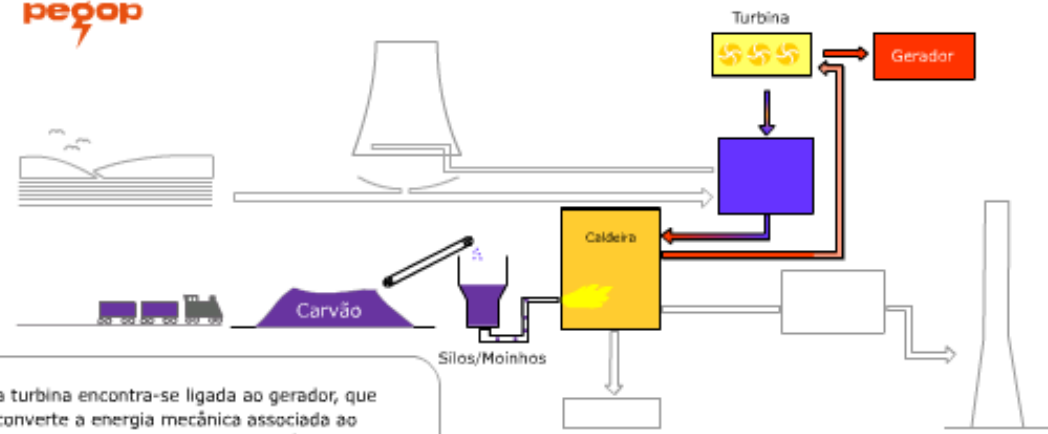 pegop
Turbina
Gerador
Caldeira
Carvão
Silos/Moinhos
a turbina encontra-se ligada ao gerador, que
converte a energia mecânica associada ao